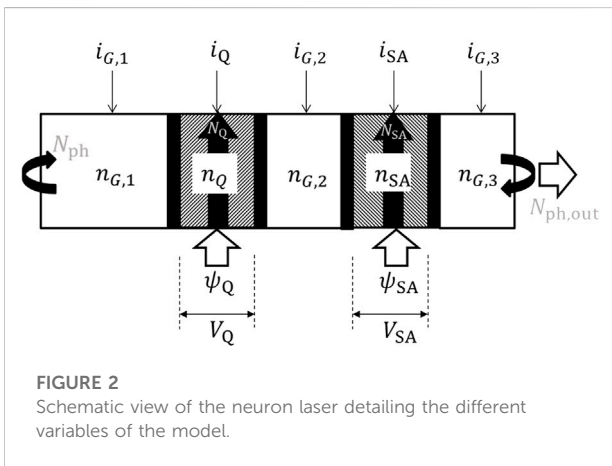 i_{G,1} i_Q i_{G,2} i_{SA} i_{G,3}
N_{ph} N_Q N_{SA}
n_{G,1} n_Q n_{G,2} n_{SA} n_{G,3}
N_{ph,out}
ψ_Q ψ_{SA}
V_Q V_{SA}
FIGURE 2
Schematic view of the neuron laser detailing the different
variables of the model.